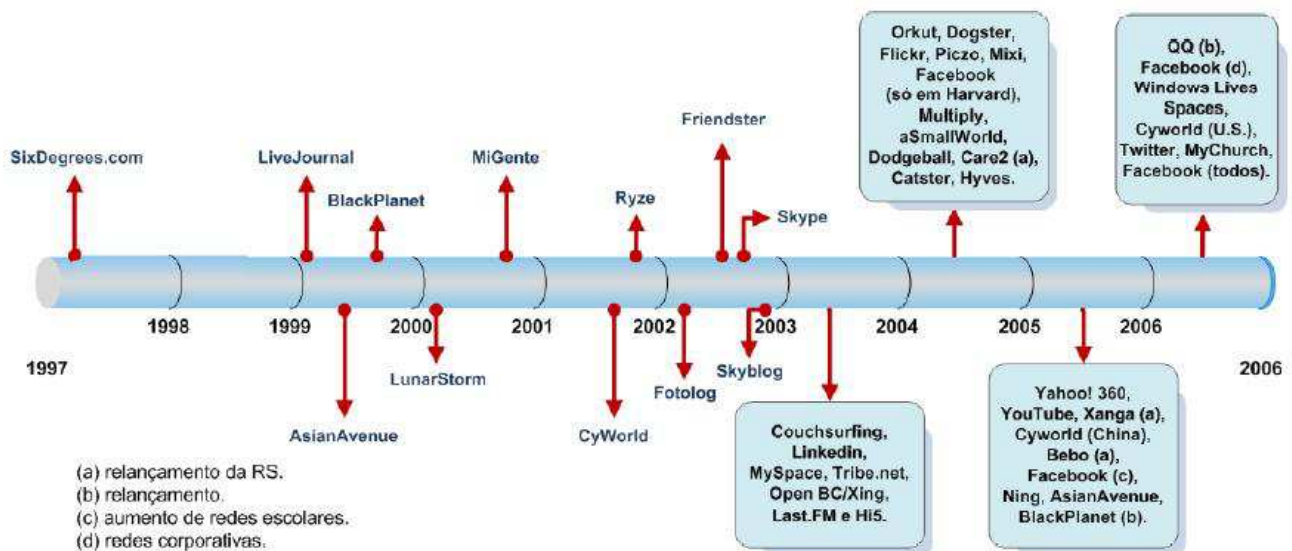 Orkut, Dogster,
Flickr, Piczo, Mixi,
Facebook
(só em Harvard),
Multiply,
aSmallWorld,
Dodgeball, Care2 (a),
Catster, Hyves.
QQ (b),
Facebook (d),
Windows Lives
Spaces,
Cyworld (U.S.),
Twitter, MyChurch,
Facebook (todos).
SixDegrees.com
LiveJournal
BlackPlanet
MiGente
Ryze
Friendster
Skype
1997
1998
1999
2000
2001
2002
2003
2004
2005
2006
2006
AsianAvenue
LunarStorm
CyWorld
Fotolog
Skyblog
Couchsurfing,
Linkedin,
MySpace, Tribe.net,
Open BC/Xing,
Last.FM e Hi5.
Yahoo! 360,
YouTube, Xanga (a),
Cyworld (China),
Bebo (a),
Facebook (c),
Ning, AsianAvenue,
BlackPlanet (b).
(a) relançamento da RS.
(b) relançamento.
(c) aumento de redes escolares.
(d) redes corporativas.